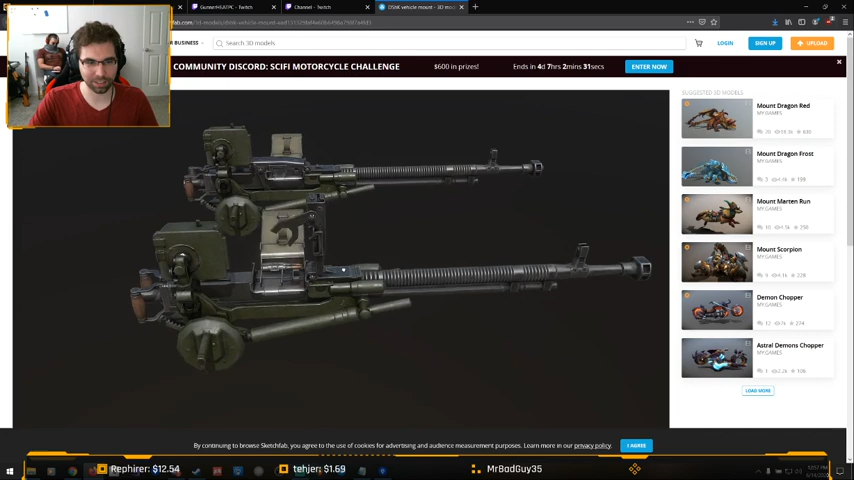 GunnerHEATPC - Twitch
Channel - Twitch
DShK vehicle mount - 3D mod
BUSINESS
Search 3D models
LOGIN
SIGN UP
UPLOAD
COMMUNITY DISCORD: SCIFI MOTORCYCLE CHALLENGE
$600 in prizes!
Ends in 4d 7hrs 2mins 31secs
ENTER NOW
SUGGESTED 3D MODELS
Mount Dragon Red
MY.GAMES
Mount Dragon Frost
MY.GAMES
Mount Marten Run
MY.GAMES
Mount Scorpion
MY.GAMES
Demon Chopper
MY.GAMES
Astral Demons Chopper
MY.GAMES
LOAD MORE
By continuing to browse Sketchfab, you agree to the use of cookies for advertising and audience measurement purposes. Learn more in our privacy policy.
I AGREE
Rephirer: $12.54
tehjer: $1.69
MrBadGuy35
12:57 PM